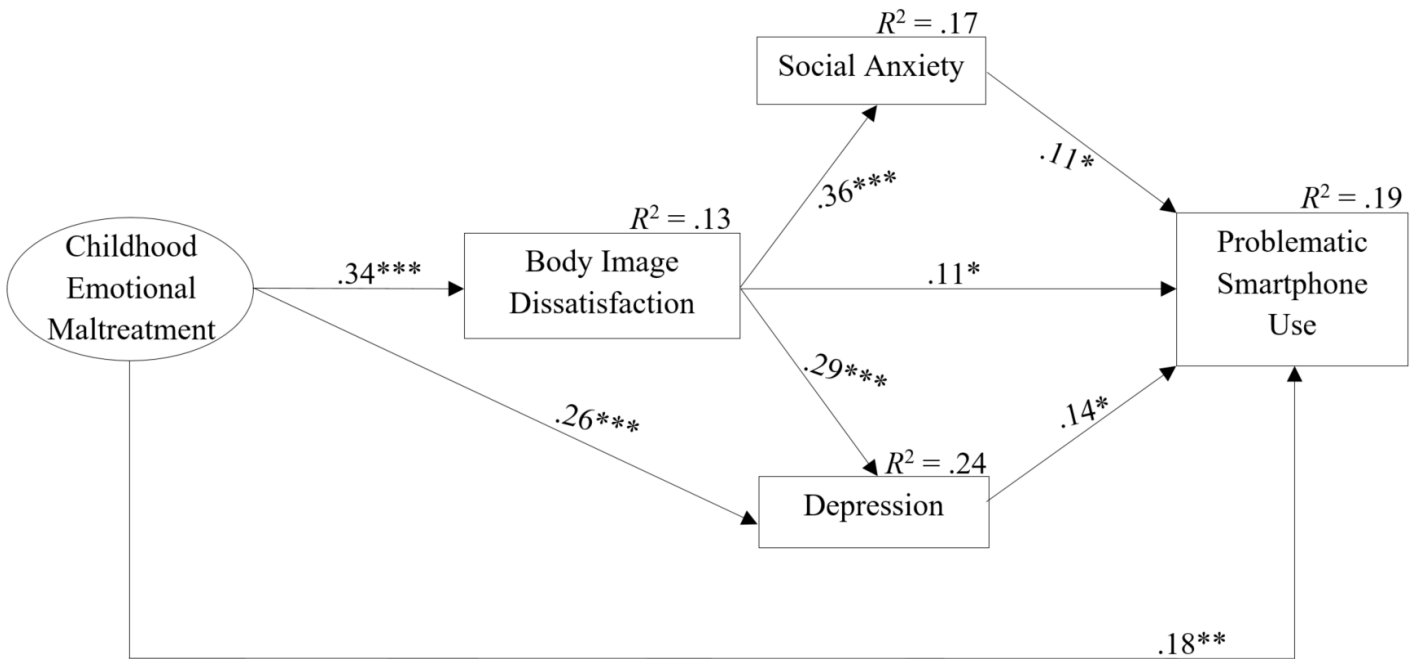 R² = .17
Social Anxiety
.11*
.36***
R² = .19
Problematic
Smartphone
Use
R² = .13
Body Image
Dissatisfaction
Childhood
Emotional
Maltreatment
.34***
.11*
.29***
.26***
.14*
R² = .24
Depression
.18**